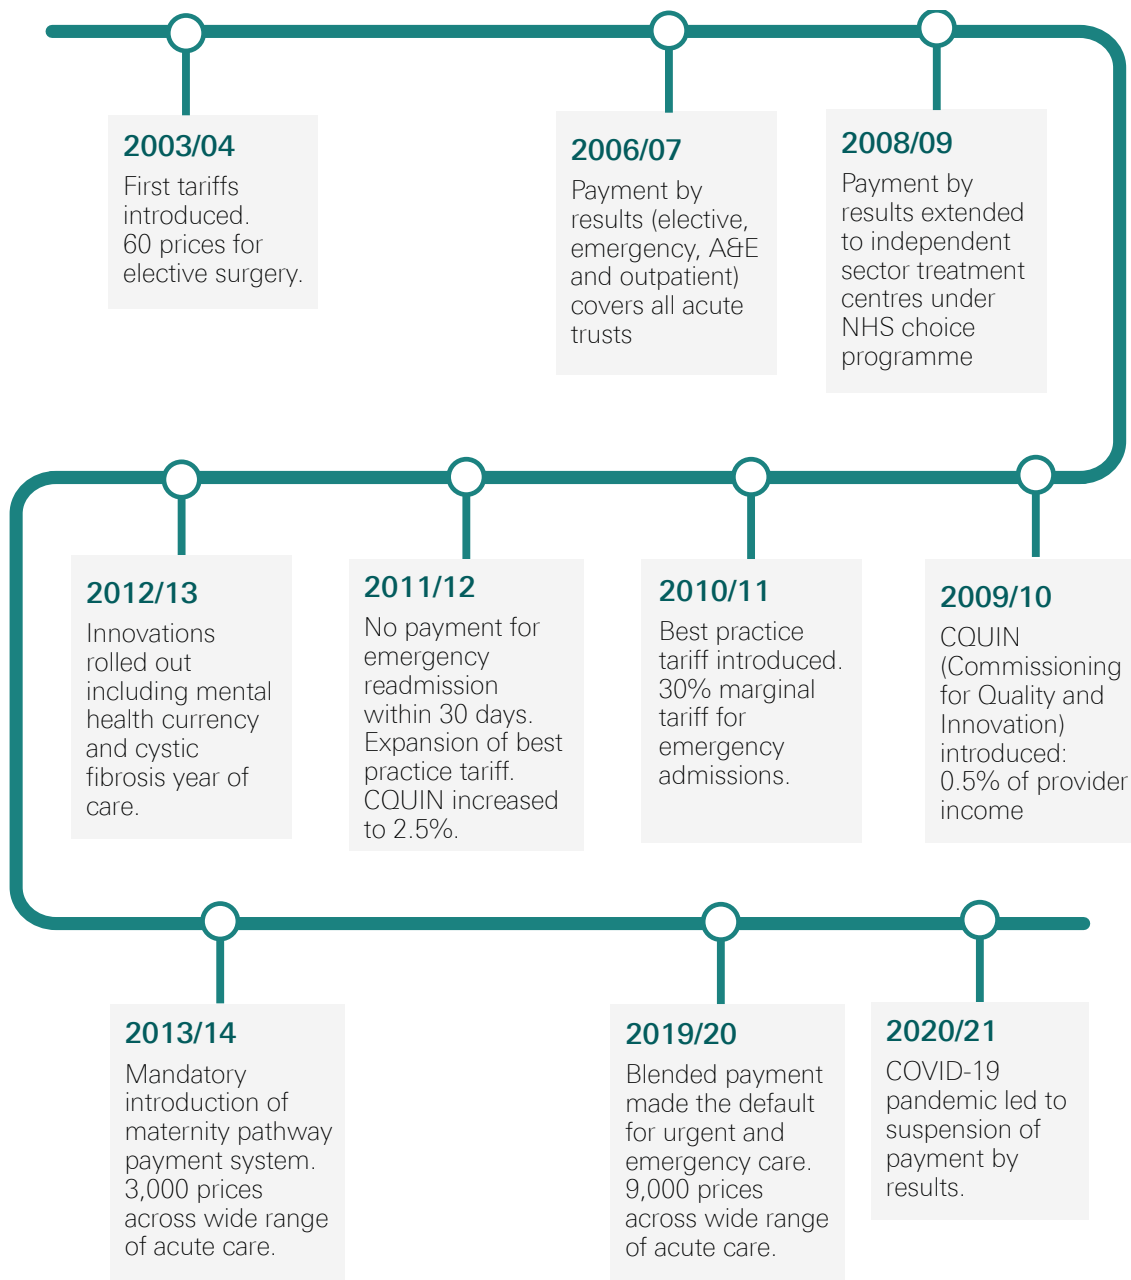 2003/04
First tariffs
introduced.
60 prices for
elective surgery.
2006/07
Payment by
results (elective,
emergency, A&E
and outpatient)
covers all acute
trusts
2008/09
Payment by
results extended
to independent
sector treatment
centres under
NHS choice
programme
2009/10
CQUIN
(Commissioning
for Quality and
Innovation)
introduced:
0.5% of provider
income
2010/11
Best practice
tariff introduced.
30% marginal
tariff for
emergency
admissions.
2011/12
No payment for
emergency
readmission
within 30 days.
Expansion of best
practice tariff.
CQUIN increased
to 2.5%.
2012/13
Innovations
rolled out
including mental
health currency
and cystic
fibrosis year of
care.
2013/14
Mandatory
introduction of
maternity pathway
payment system.
3,000 prices
across wide range
of acute care.
2019/20
Blended payment
made the default
for urgent and
emergency care.
9,000 prices
across wide range
of acute care.
2020/21
COVID-19
pandemic led to
suspension of
payment by
results.